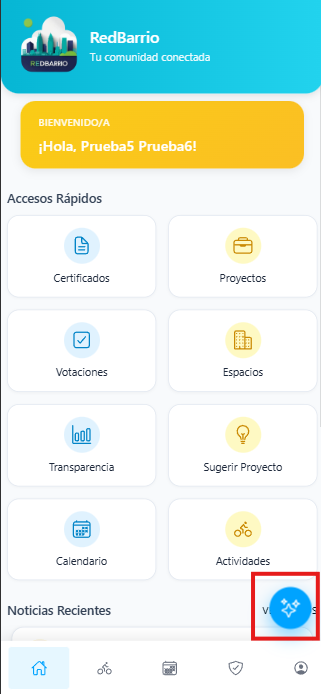 RedBarrio
Tu comunidad conectada
REDBARRIO
BIENVENIDO/A
¡Hola, Prueba5 Prueba6!
Accesos Rápidos
Certificados
Proyectos
Votaciones
Espacios
Transparencia
Sugerir Proyecto
Calendario
Actividades
Noticias Recientes